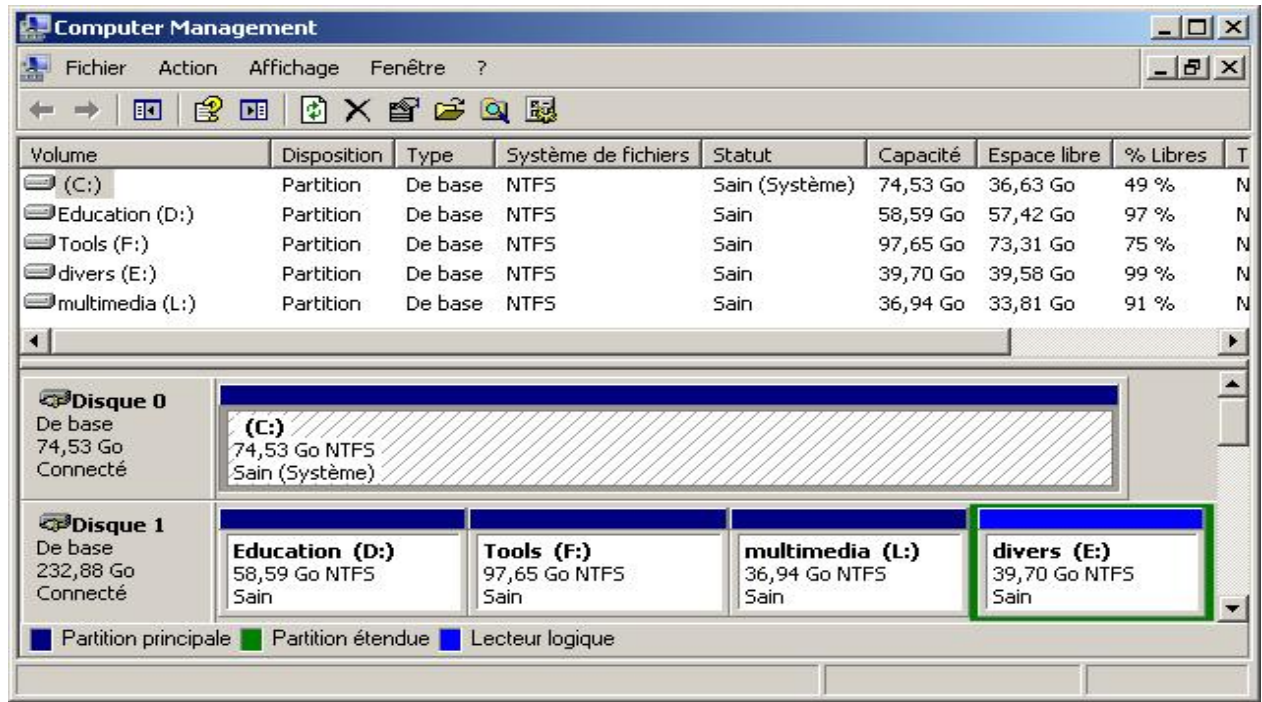 Computer Management
Fichier Action Affichage Fenêtre ?
Volume Disposition Type Système de fichiers Statut Capacité Espace libre % Libres T
(C:) Partition De base NTFS Sain (Système) 74,53 Go 36,63 Go 49 % N
Education (D:) Partition De base NTFS Sain 58,59 Go 57,42 Go 97 % N
Tools (F:) Partition De base NTFS Sain 97,65 Go 73,31 Go 75 % N
divers (E:) Partition De base NTFS Sain 39,70 Go 39,58 Go 99 % N
multimedia (L:) Partition De base NTFS Sain 36,94 Go 33,81 Go 91 % N
Disque 0
De base
74,53 Go
Connecté
(C:)
74,53 Go NTFS
Sain (Système)
Disque 1
De base
232,88 Go
Connecté
Education (D:)
58,59 Go NTFS
Sain
Tools (F:)
97,65 Go NTFS
Sain
multimedia (L:)
36,94 Go NTFS
Sain
divers (E:)
39,70 Go NTFS
Sain
Partition principale Partition étendue Lecteur logique